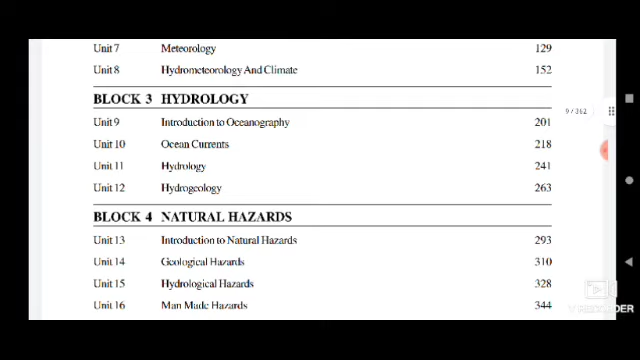 Unit 7 Meteorology 129
Unit 8 Hydrometeorology And Climate 152
BLOCK 3 HYDROLOGY
Unit 9 Introduction to Oceanography 201
9 / 362
Unit 10 Ocean Currents 218
Unit 11 Hydrology 241
Unit 12 Hydrogeology 263
BLOCK 4 NATURAL HAZARDS
Unit 13 Introduction to Natural Hazards 293
Unit 14 Geological Hazards 310
Unit 15 Hydrological Hazards 328
Unit 16 Man Made Hazards 344